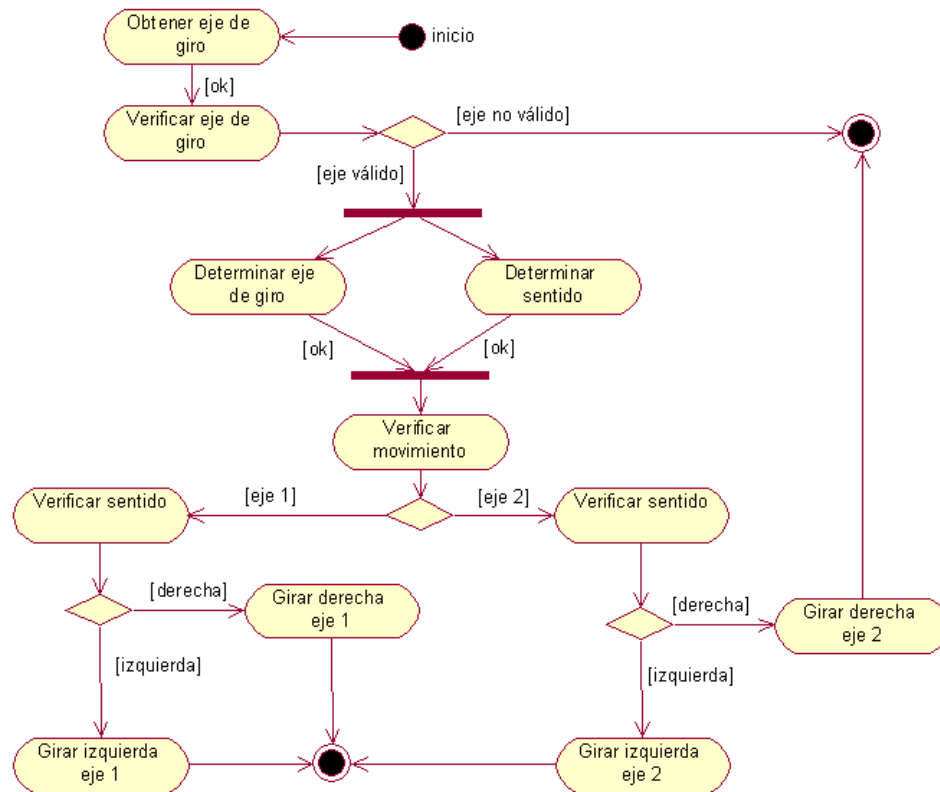 Obtener eje de
giro
inicio
[ok]
Verificar eje de
giro
[eje no válido]
[eje válido]
Determinar eje
de giro
Determinar
sentido
[ok]
[ok]
Verificar
movimiento
[eje 1]
[eje 2]
Verificar sentido
Verificar sentido
[derecha]
Girar derecha
eje 1
[derecha]
Girar derecha
eje 2
[izquierda]
[izquierda]
Girar izquierda
eje 1
Girar izquierda
eje 2